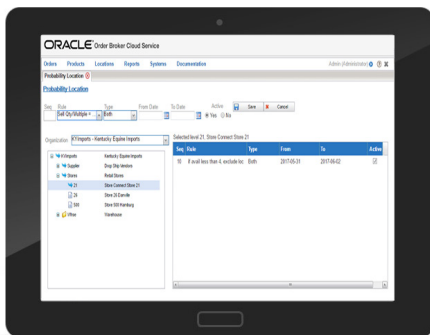 ORACLE® Order Broker Cloud Service
Orders Products Locations Reports Systems Documentation Admin (Administrator)
Probability Location
Probability Location
Seq Rule Type From Date To Date Active
Sell Qty/Multiple + Both Yes No Save Cancel
Organization KYImports - Kentucky Equine Imports
Selected level 21. Store Connect Store 21
Seq Rule Type From To Active
10 If avail less than 4, exclude loc Both 2017-05-31 2017-06-02
KYImports Kentucky Equine Imports
Supplier Drop Ship Vendors
Stores Retail Stores
21 Store Connect Store 21
29 Store 29 Danville
Warehouse